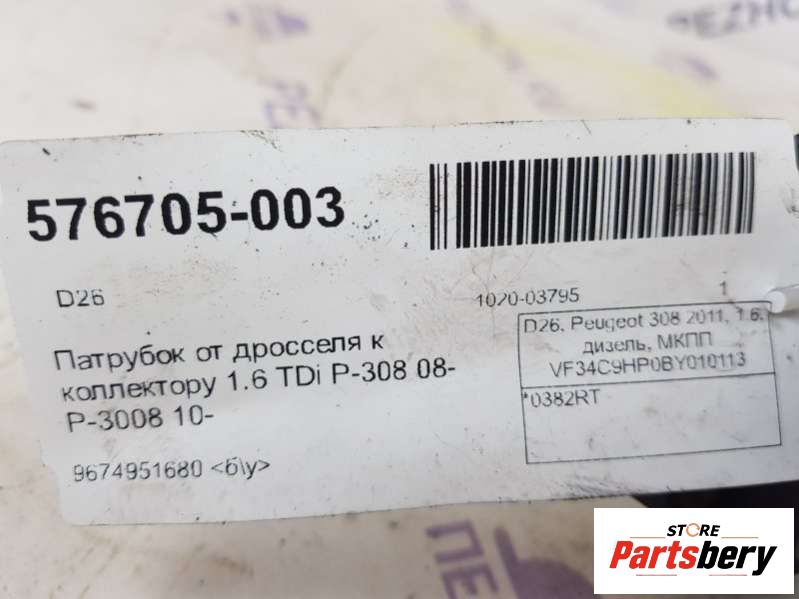 576705-003
D26
1020-03795
1
Патрубок от дросселя к
коллектору 1.6 TDi P-308 08-
P-3008 10-
9674951680 <б\у>
D26, Peugeot 308 2011, 1.6,
дизель, МКПП
VF34C9HP0BY010113
*0382RT
STORE
Partsbery